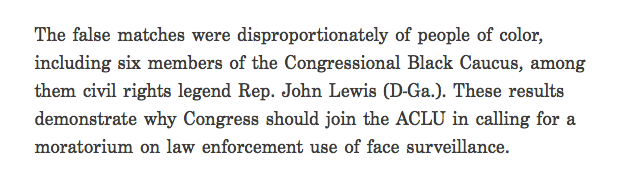 The false matches were disproportionately of people of color,
including six members of the Congressional Black Caucus, among
them civil rights legend Rep. John Lewis (D-Ga.). These results
demonstrate why Congress should join the ACLU in calling for a
moratorium on law enforcement use of face surveillance.